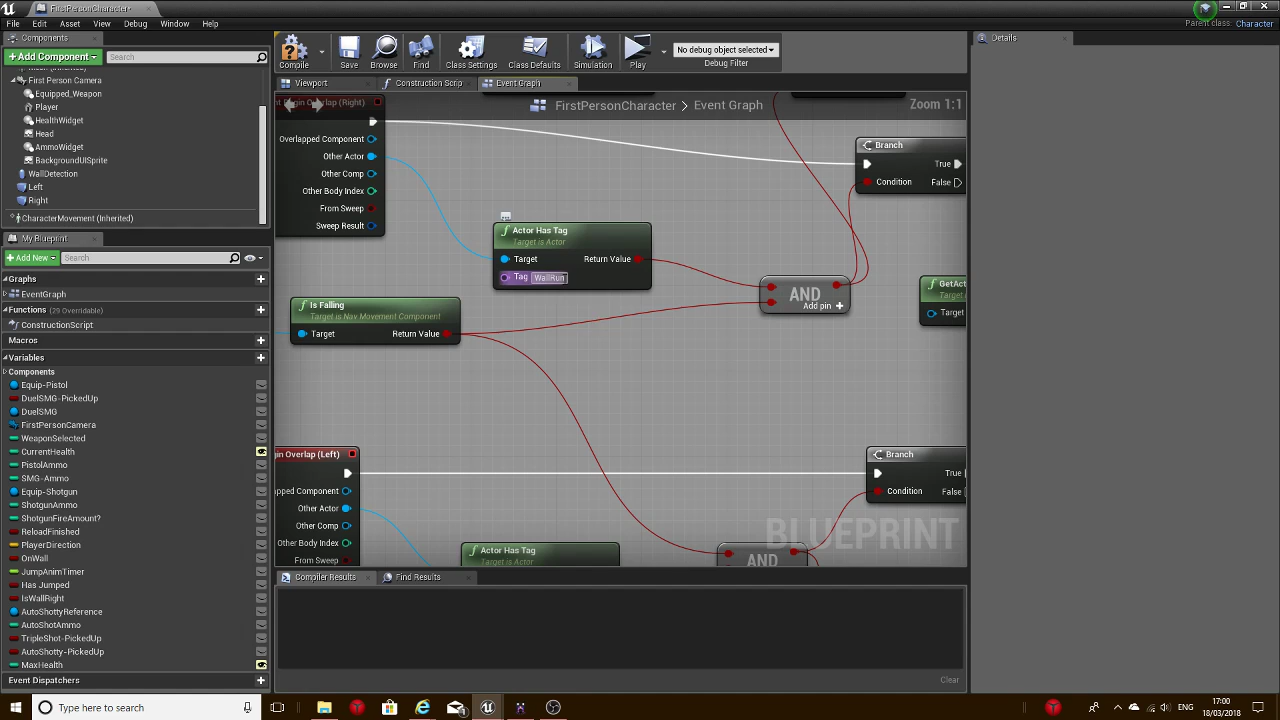 FirstPersonCharacter*
File Edit Asset View Debug Window Help
Parent class: Character
Components
Add Component
Search
First Person Camera
Equipped_Weapon
Player
HealthWidget
Head
AmmoWidget
BackgroundUISprite
WallDetection
Left
Right
CharacterMovement (Inherited)
My Blueprint
Add New
Search
Graphs
EventGraph
Functions (29 Overridable)
ConstructionScript
Macros
Variables
Components
Equip-Pistol
DuelSMG-PickedUp
DuelSMG
FirstPersonCamera
WeaponSelected
CurrentHealth
PistolAmmo
SMG-Ammo
Equip-Shotgun
ShotgunAmmo
ShotgunFireAmount?
ReloadFinished
PlayerDirection
OnWall
JumpAnimTimer
Has Jumped
IsWallRight
AutoShottyReference
AutoShotAmmo
TripleShot-PickedUp
AutoShotty-PickedUp
MaxHealth
Event Dispatchers
Compile
Save
Browse
Find
Class Settings
Class Defaults
Simulation
Play
No debug object selected
Debug Filter
Viewport
Construction Scrip
Event Graph
FirstPersonCharacter > Event Graph
Zoom 1:1
Begin Overlap (Right)
Overlapped Component
Other Actor
Other Comp
Other Body Index
From Sweep
Sweep Result
Actor Has Tag
Target is Actor
Target
Return Value
Tag WallRun
Is Falling
Target is Nav Movement Component
Target
Return Value
AND
Add pin +
Branch
True
Condition
False
GetAct
Target is
Target
gin Overlap (Left)
apped Component
Other Actor
Other Comp
Other Body Index
From Sweep
Actor Has Tag
Target is Actor
AND
Branch
True
Condition
False
BLUEPRINT
Compiler Results
Find Results
Clear
Details
Type here to search
ENG
17:00
18/03/2018